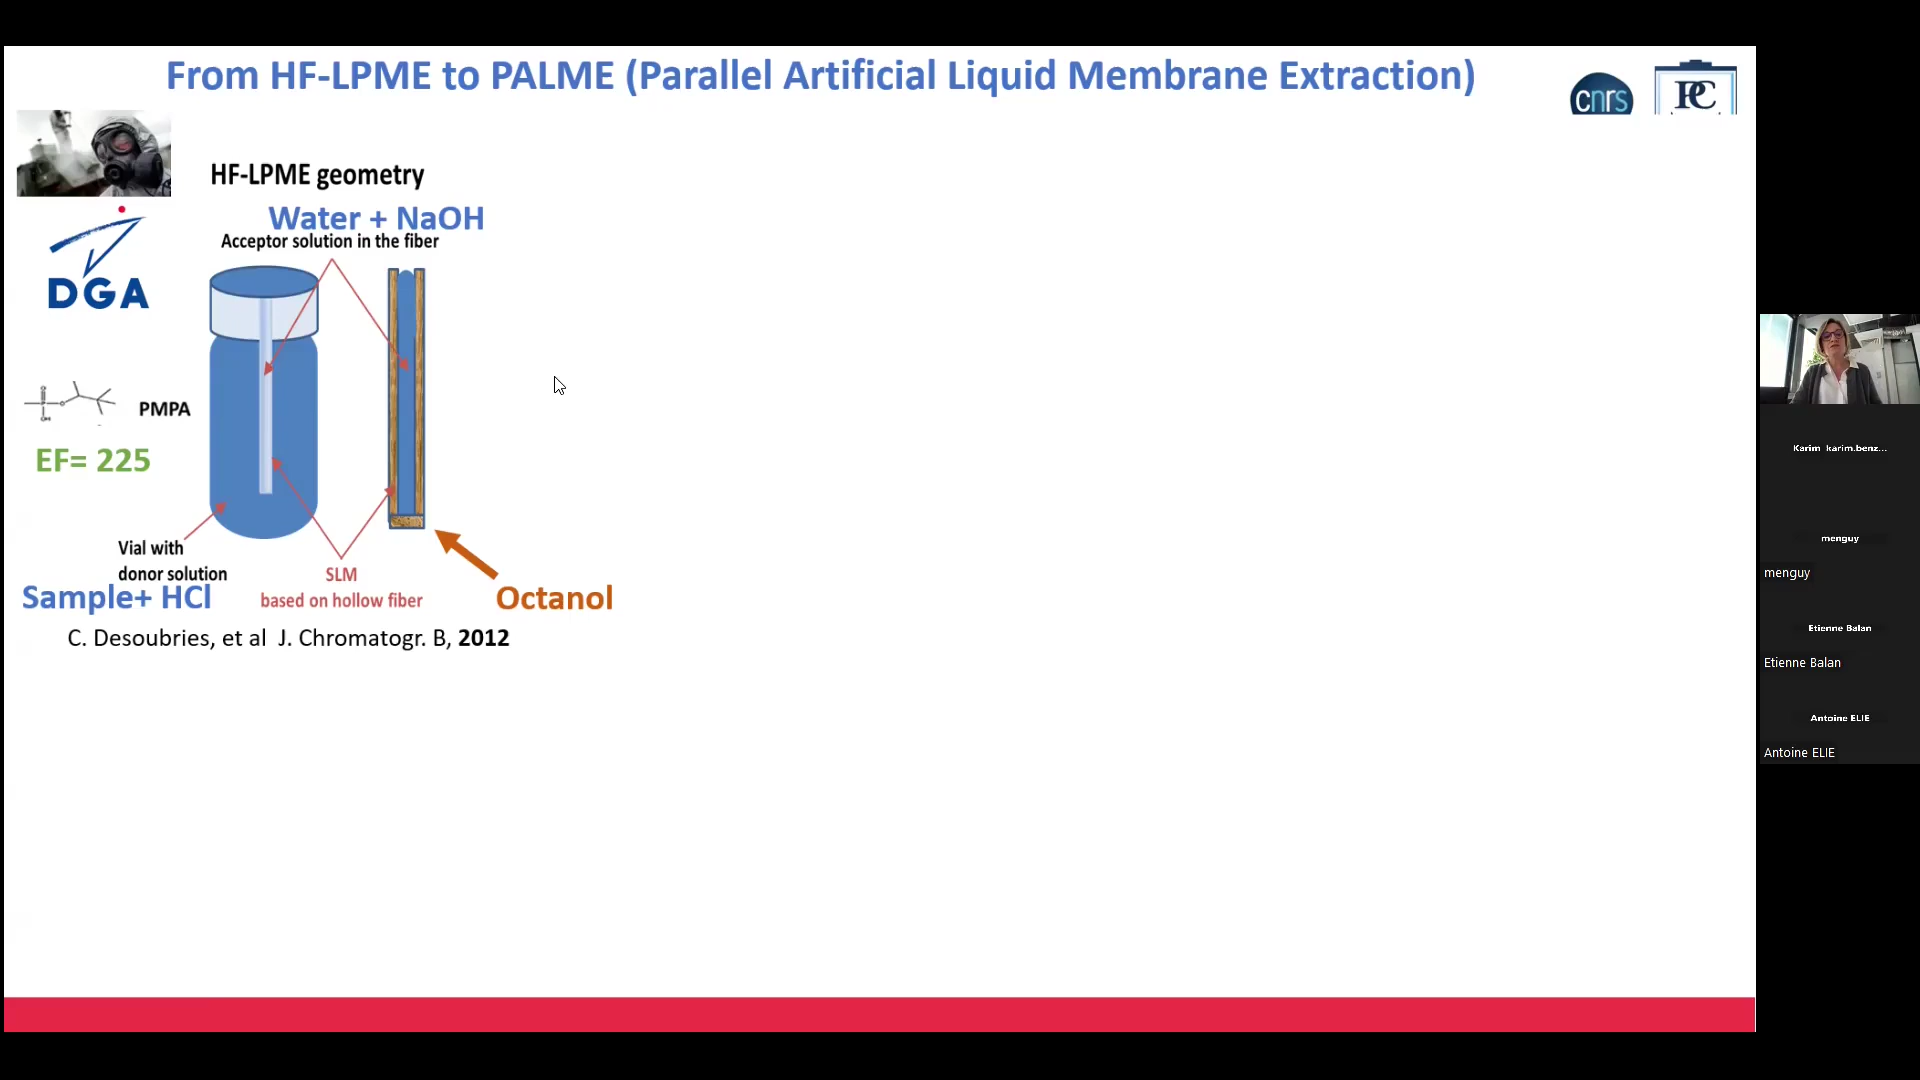 From HF-LPME to PALME (Parallel Artificial Liquid Membrane Extraction)
cnrs
PC
HF-LPME geometry
Water + NaOH
Acceptor solution in the fiber
DGA
PMPA
EF= 225
Vial with
donor solution
Sample+ HCl
SLM
based on hollow fiber
Octanol
C. Desoubries, et al J. Chromatogr. B, 2012
Karim karim.benz...
menguy
menguy
Etienne Balan
Etienne Balan
Antoine ELIE
Antoine ELIE